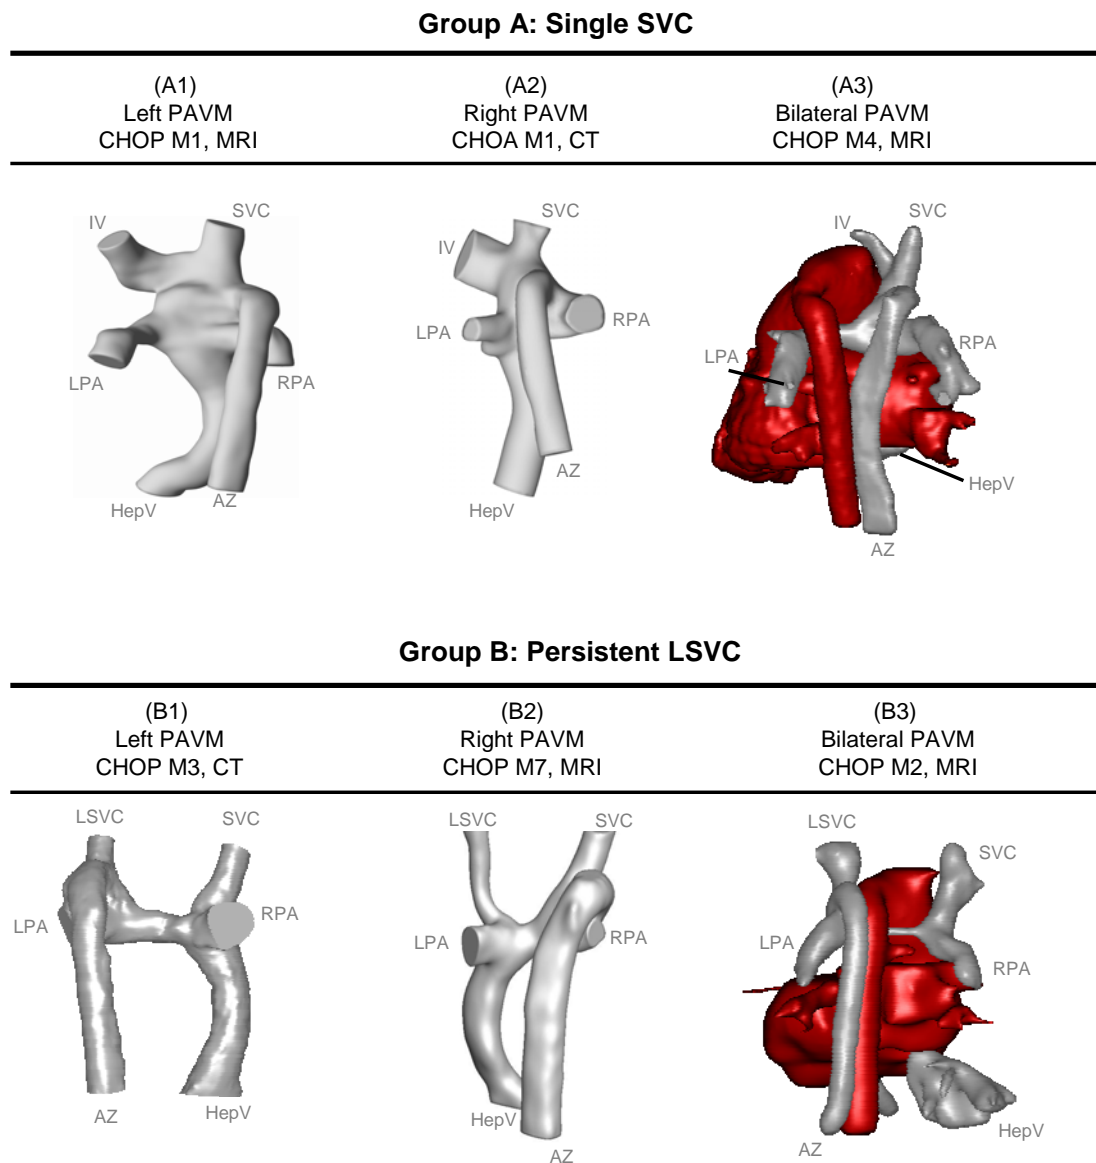 Group A: Single SVC
(A1)
Left PAVM
CHOP M1, MRI
(A2)
Right PAVM
CHOA M1, CT
(A3)
Bilateral PAVM
CHOP M4, MRI
IV
SVC
LPA
RPA
HepV
AZ
SVC
IV
LPA
RPA
AZ
HepV
IV
SVC
LPA
RPA
HepV
AZ
Group B: Persistent LSVC
(B1)
Left PAVM
CHOP M3, CT
(B2)
Right PAVM
CHOP M7, MRI
(B3)
Bilateral PAVM
CHOP M2, MRI
LSVC
SVC
LPA
RPA
AZ
HepV
LSVC
SVC
LPA
RPA
HepV
AZ
LSVC
SVC
LPA
RPA
HepV
AZ